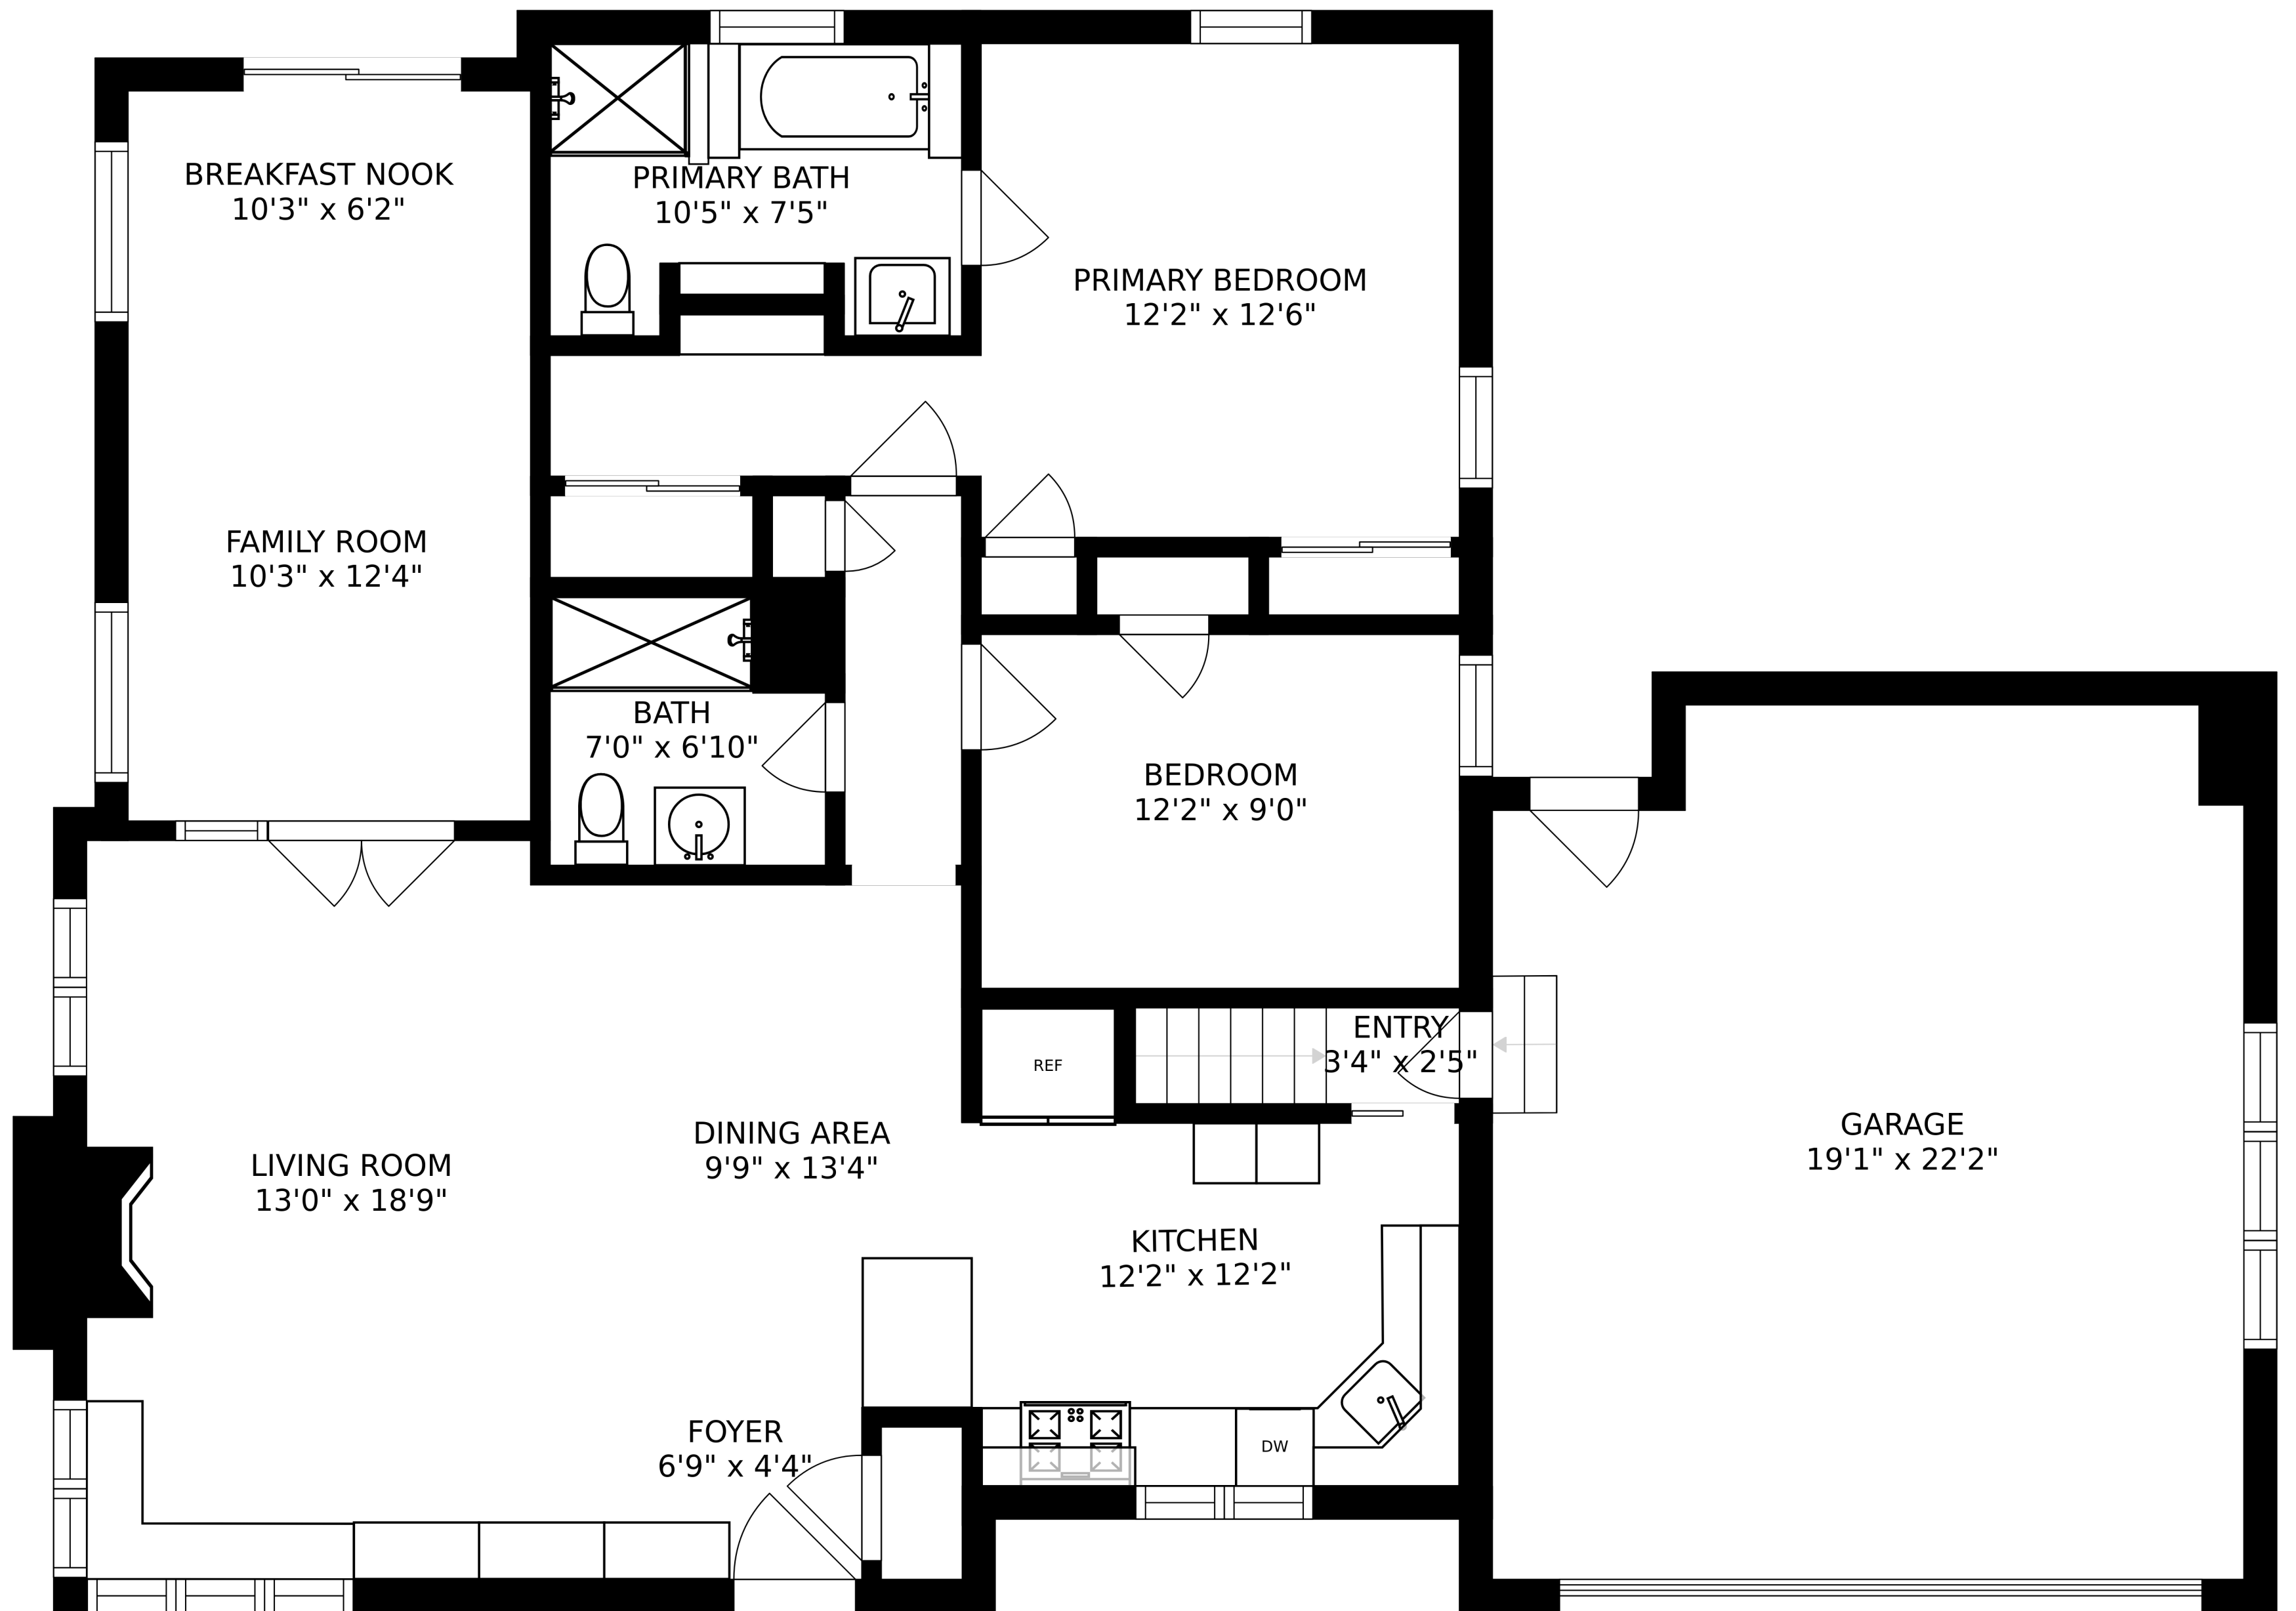 BREAKFAST NOOK
10'3" x 6'2"
PRIMARY BATH
10'5" x 7'5"
PRIMARY BEDROOM
12'2" x 12'6"
FAMILY ROOM
10'3" x 12'4"
BATH
7'0" x 6'10"
BEDROOM
12'2" x 9'0"
ENTRY
3'4" x 2'5"
REF
GARAGE
19'1" x 22'2"
DINING AREA
9'9" x 13'4"
LIVING ROOM
13'0" x 18'9"
KITCHEN
12'2" x 12'2"
FOYER
6'9" x 4'4"
DW